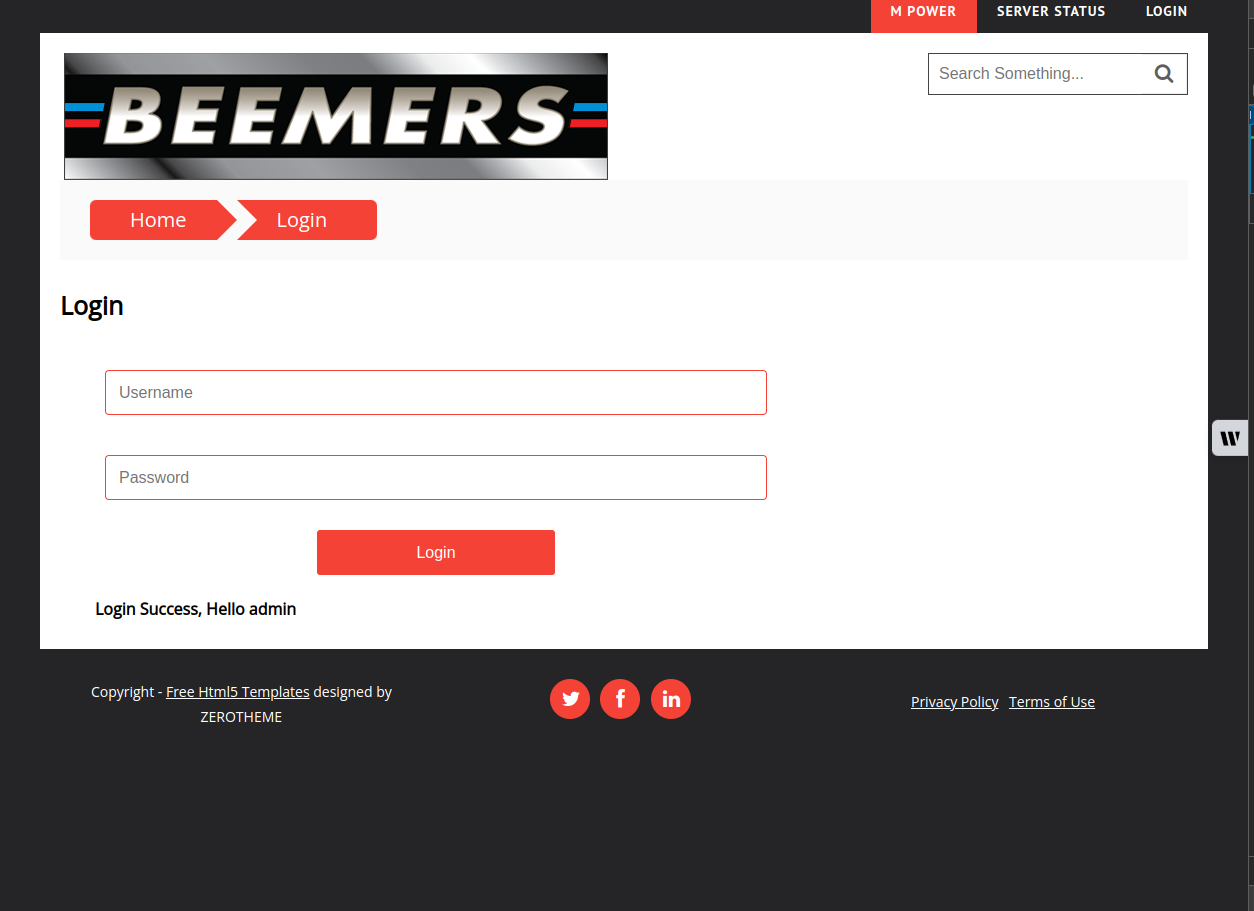 M POWER SERVER STATUS LOGIN
BEEMERS
Search Something...
Home Login
Login
Username
Password
Login
Login Success, Hello admin
Copyright - Free Html5 Templates designed by
ZEROTHEME
Privacy Policy Terms of Use